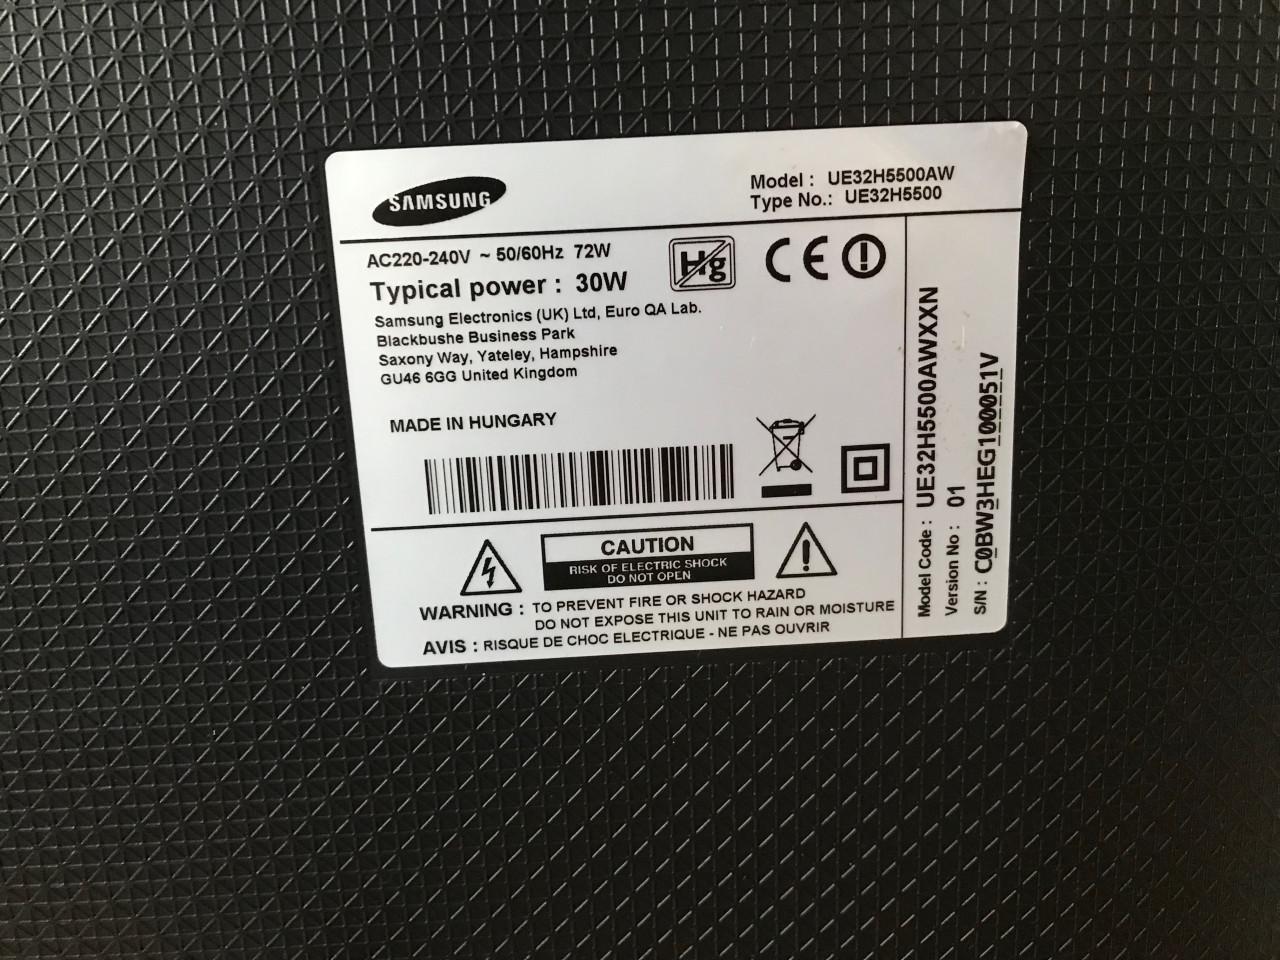 SAMSUNG
Model : UE32H5500AW
Type No.: UE32H5500
AC220-240V ~ 50/60Hz 72W
Typical power : 30W
Hg
CE
Samsung Electronics (UK) Ltd, Euro QA Lab.
Blackbushe Business Park
Saxony Way, Yateley, Hampshire
GU46 6GG United Kingdom
MADE IN HUNGARY
CAUTION
RISK OF ELECTRIC SHOCK
DO NOT OPEN
WARNING : TO PREVENT FIRE OR SHOCK HAZARD
DO NOT EXPOSE THIS UNIT TO RAIN OR MOISTURE
AVIS : RISQUE DE CHOC ELECTRIQUE - NE PAS OUVRIR
Model Code : UE32H5500AWXXN
Version No : 01
S/N : C0BW3HEG100051V